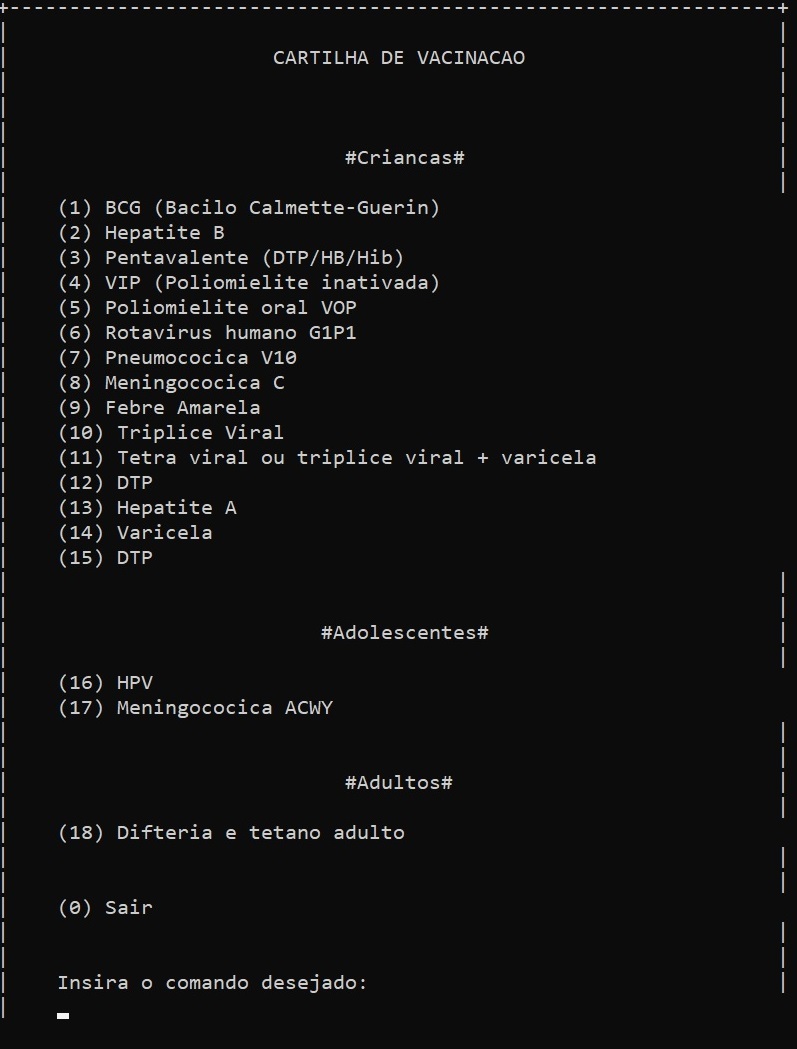 CARTILHA DE VACINACAO
#Criancas#
(1) BCG (Bacilo Calmette-Guerin)
(2) Hepatite B
(3) Pentavalente (DTP/HB/Hib)
(4) VIP (Poliomielite inativada)
(5) Poliomielite oral VOP
(6) Rotavirus humano G1P1
(7) Pneumococica V10
(8) Meningococica C
(9) Febre Amarela
(10) Triplice Viral
(11) Tetra viral ou triplice viral + varicela
(12) DTP
(13) Hepatite A
(14) Varicela
(15) DTP
#Adolescentes#
(16) HPV
(17) Meningococica ACWY
#Adultos#
(18) Difteria e tetano adulto
(0) Sair
Insira o comando desejado: